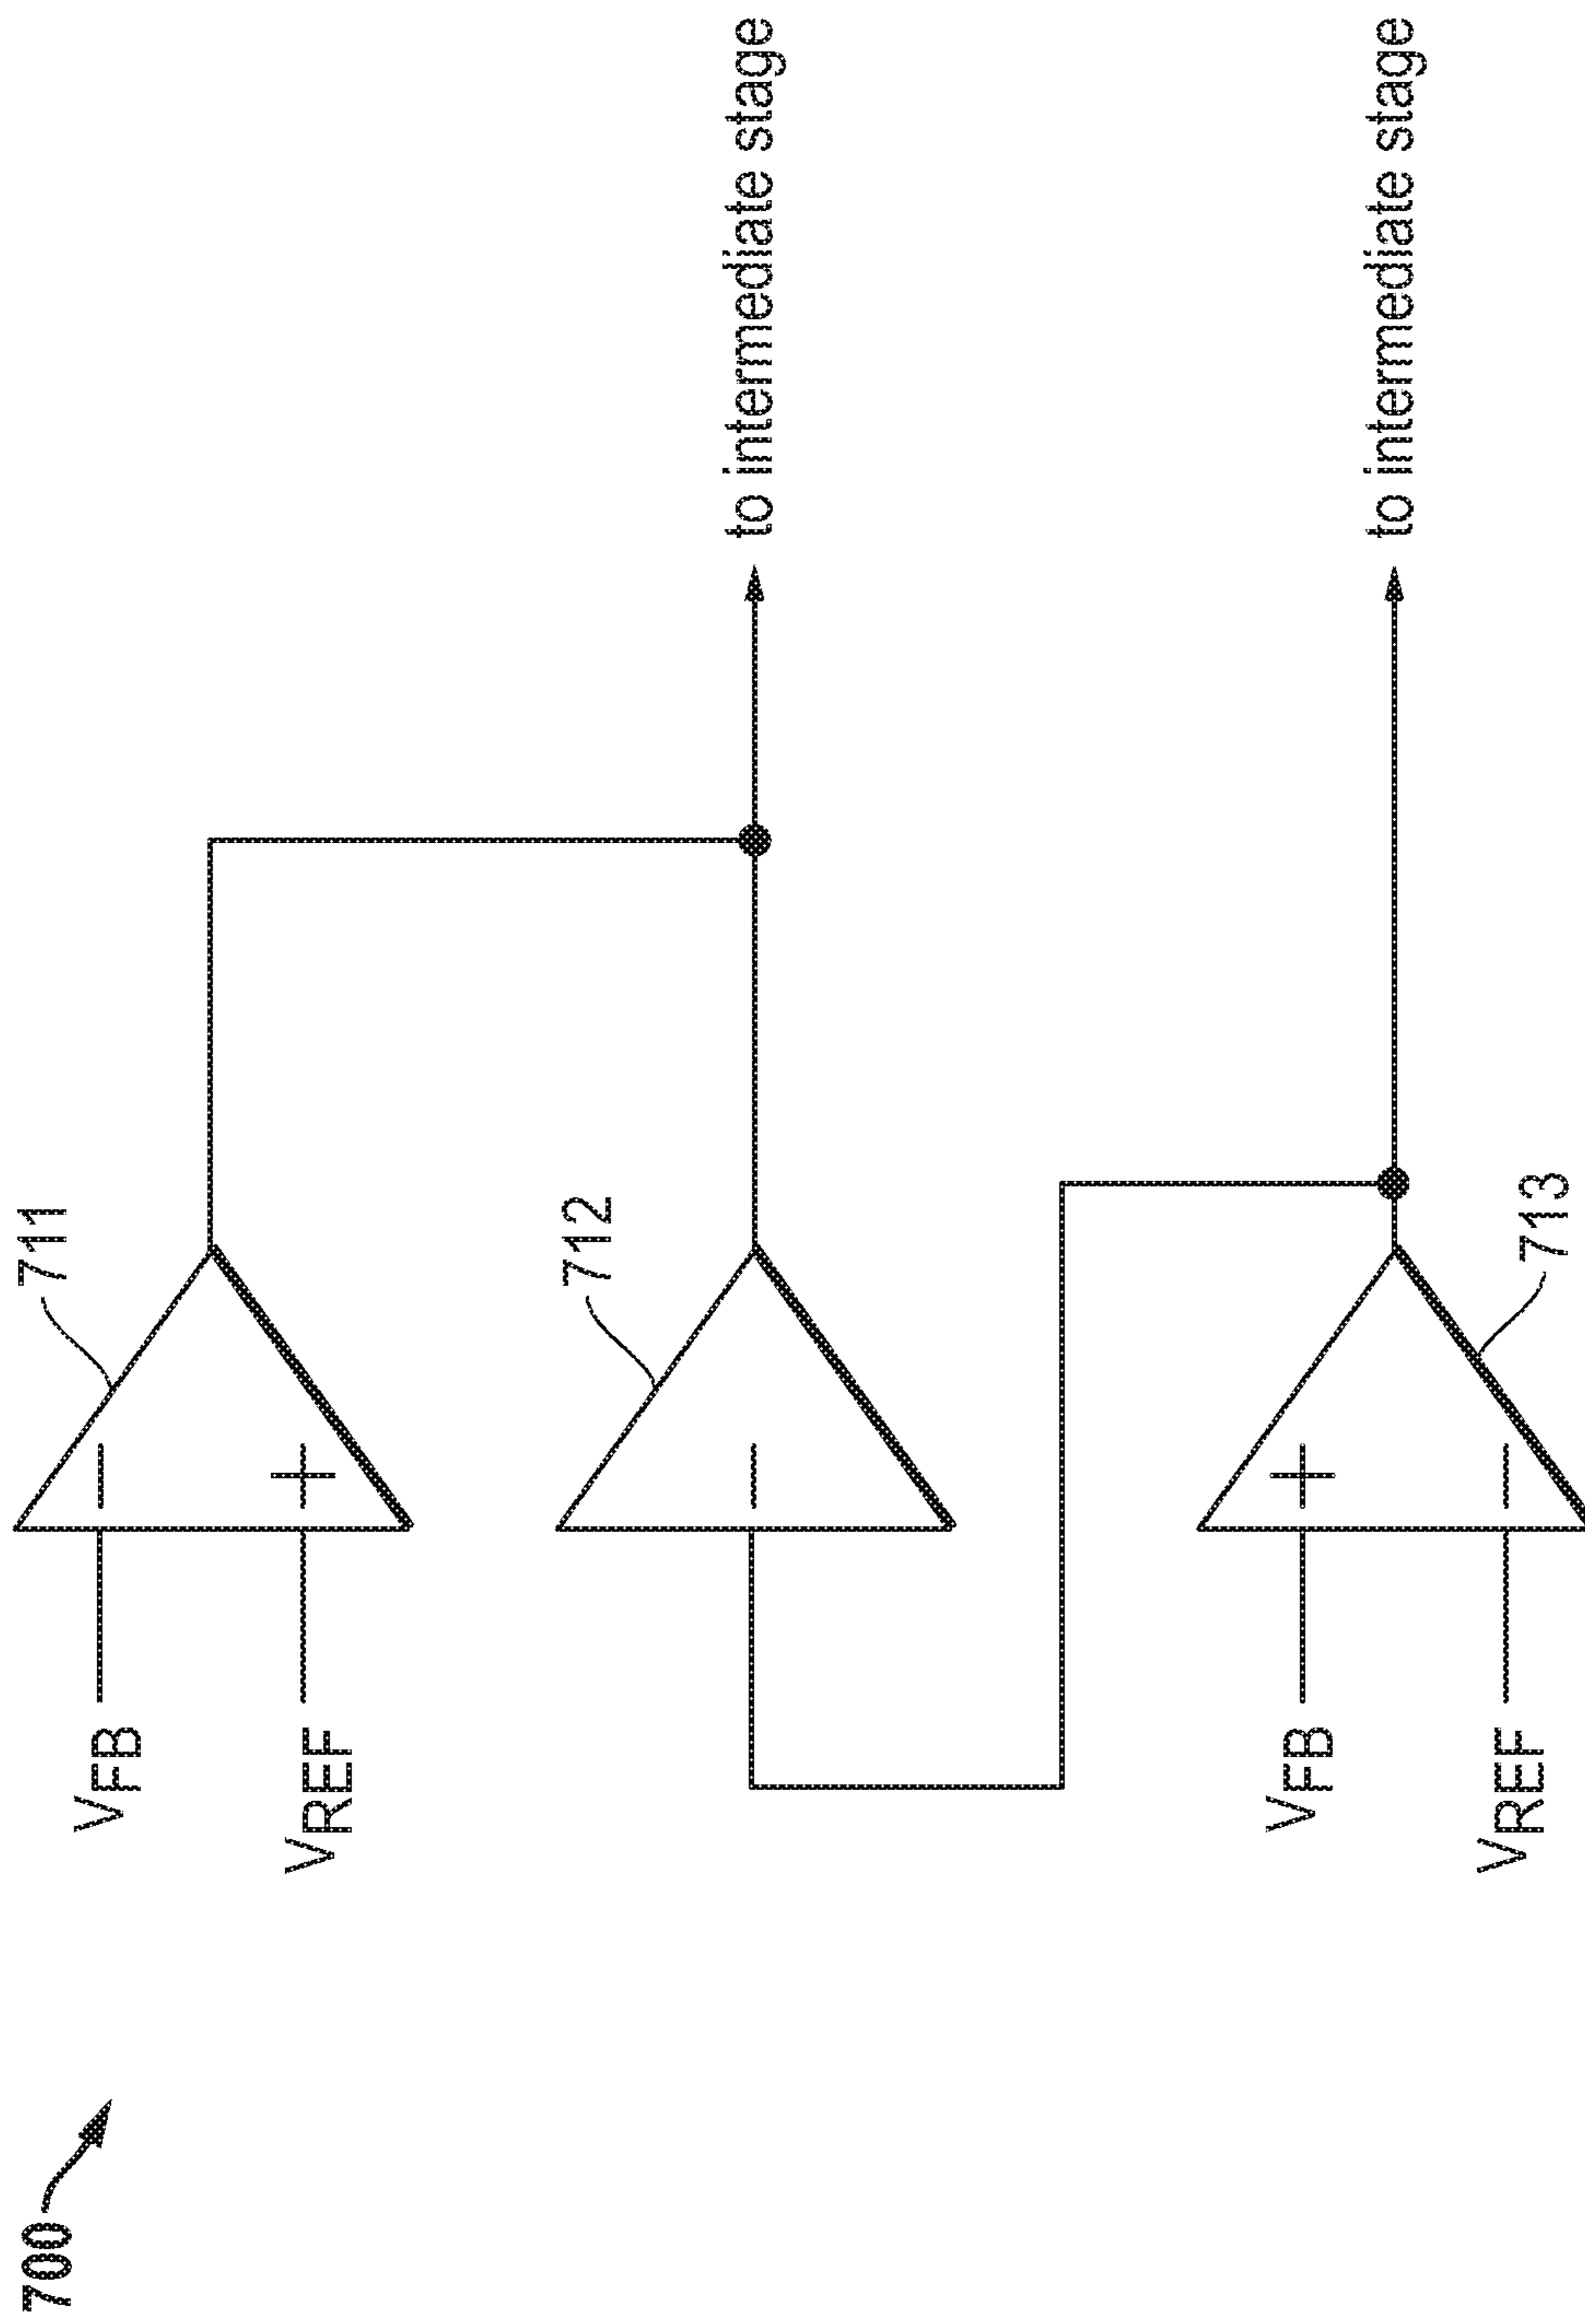 700
711
VFB
VREF
712
to intermediate stage
VFB
VREF
713
to intermediate stage